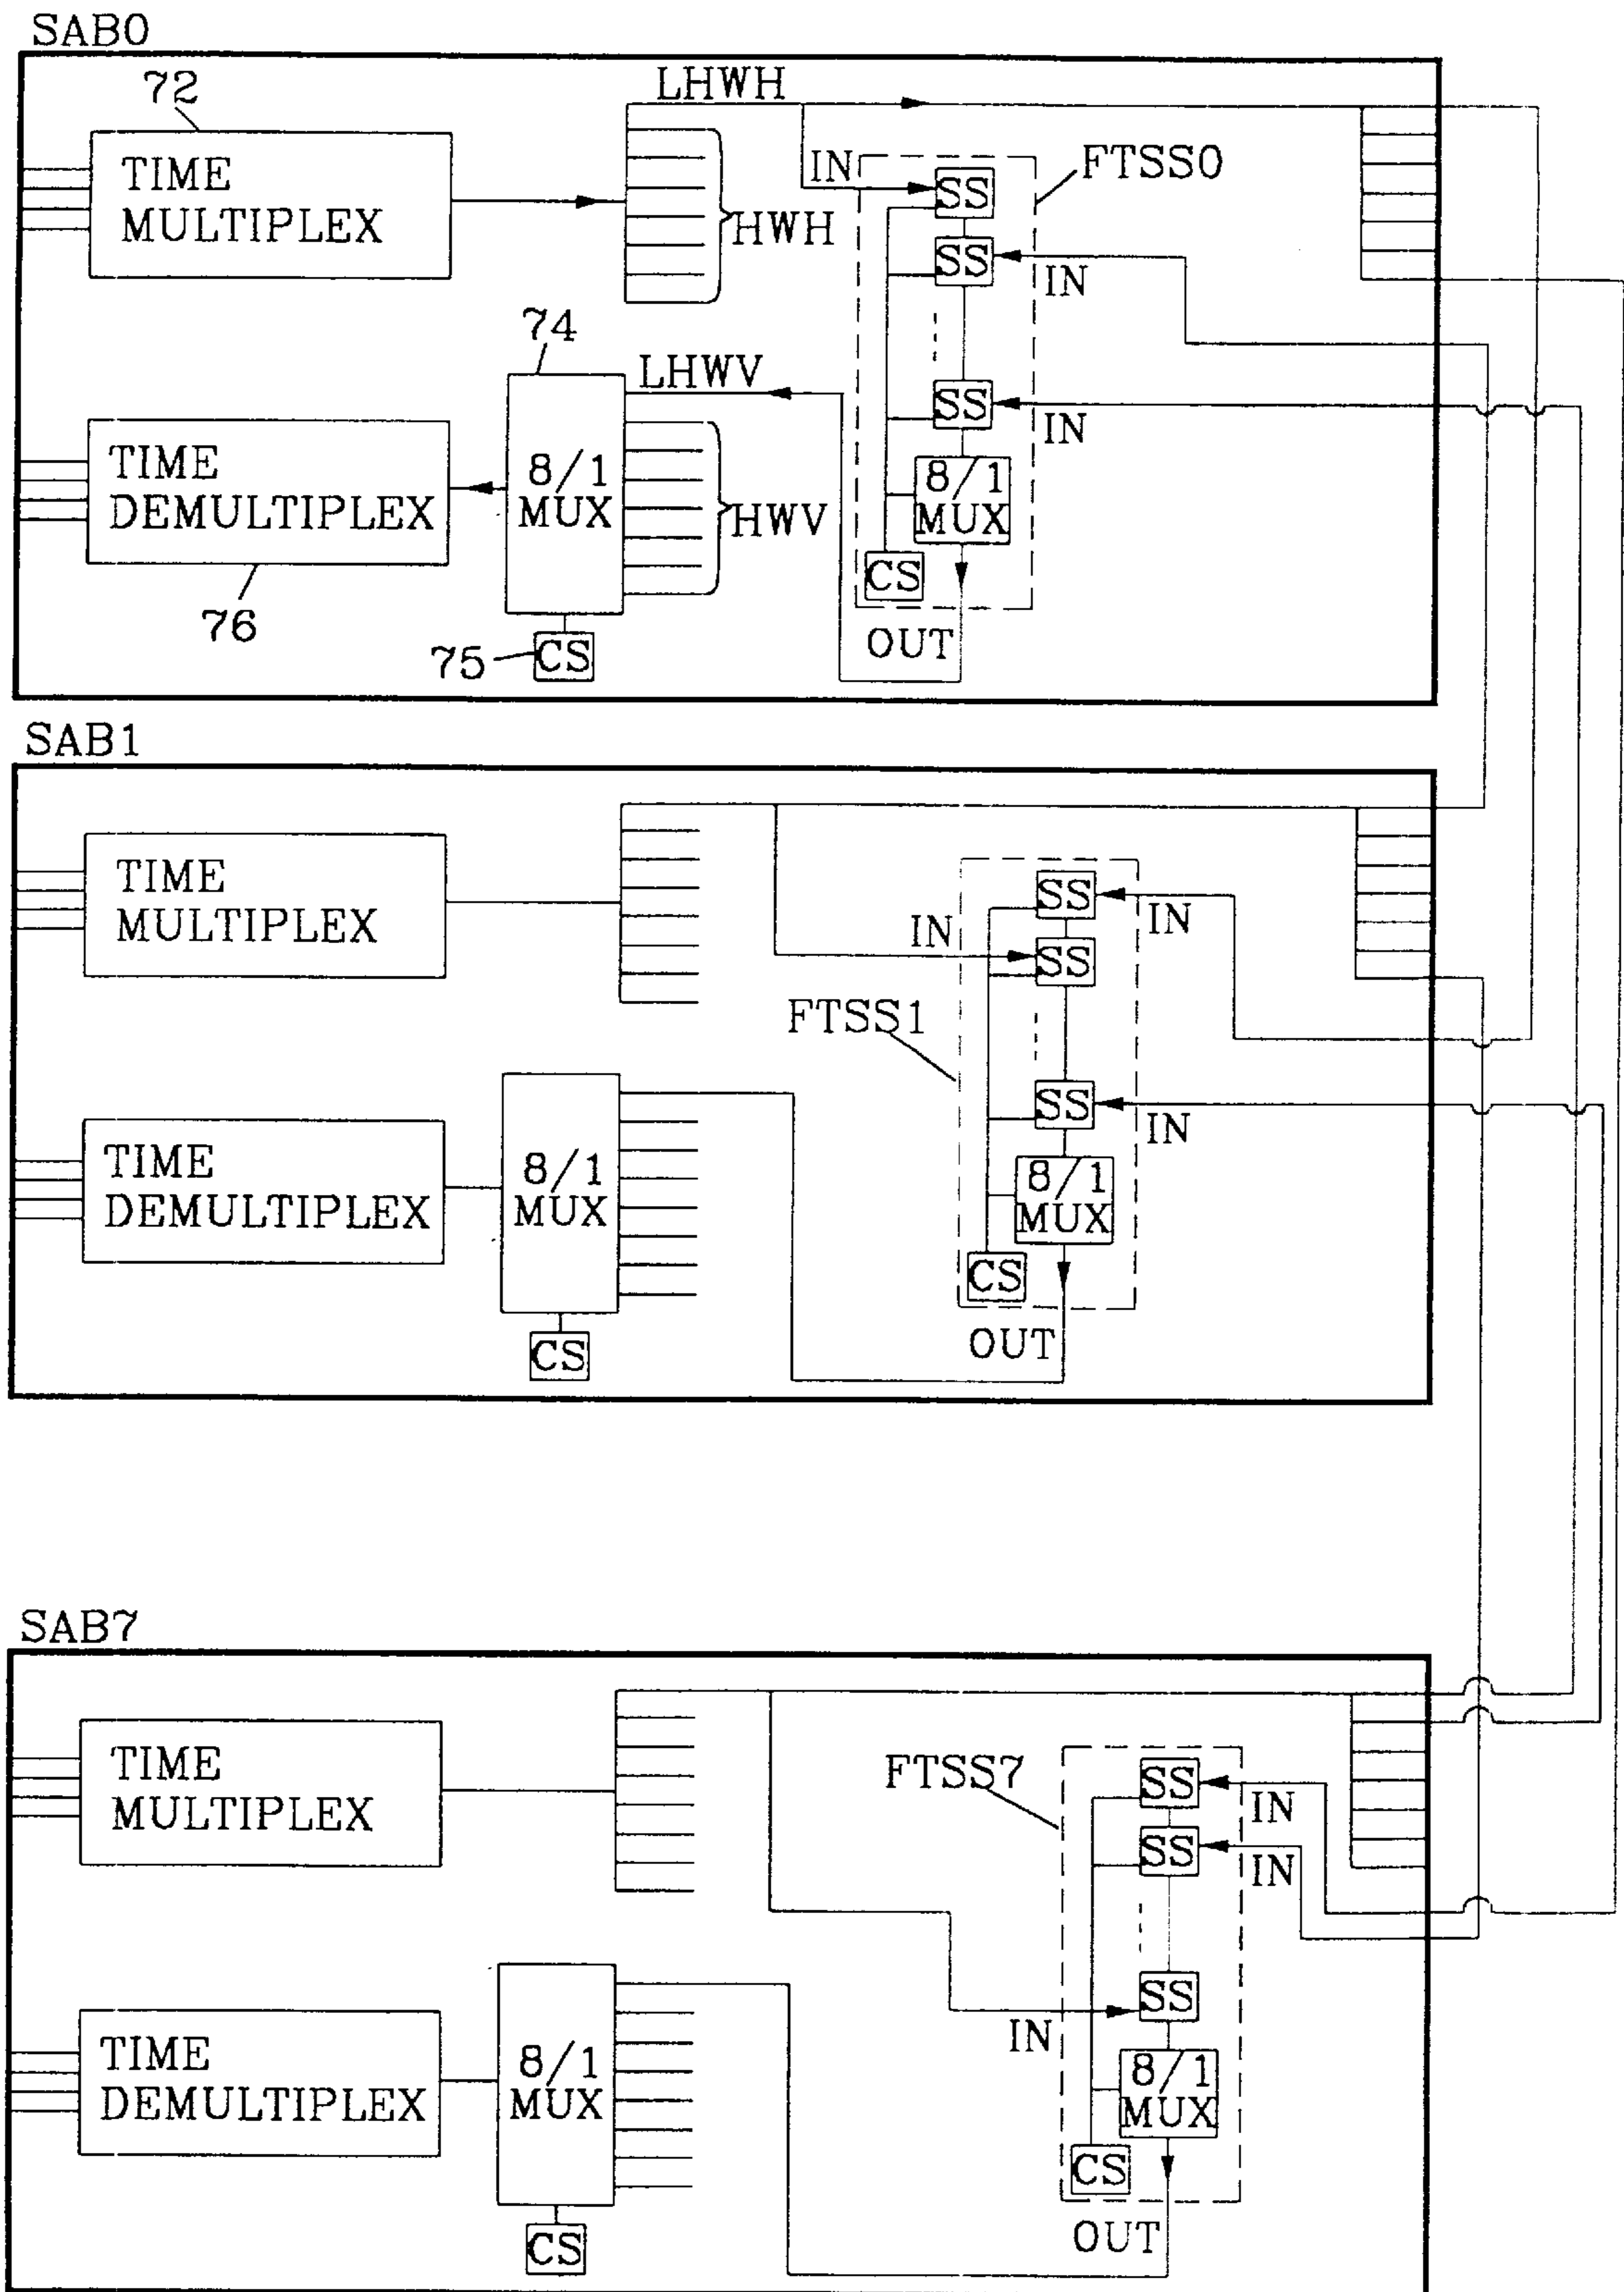 SAB0
72
LHWH
TIME
MULTIPLEX
IN
SS
FTSS0
HWH
SS
IN
74
LHWV
SS
IN
TIME
DEMULTIPLEX
8/1
MUX
HWV
8/1
MUX
CS
76
75
CS
OUT
SAB1
TIME
MULTIPLEX
SS
IN
IN
SS
FTSS1
SS
IN
TIME
DEMULTIPLEX
8/1
MUX
8/1
MUX
CS
OUT
CS
SAB7
TIME
MULTIPLEX
FTSS7
SS
IN
SS
IN
SS
IN
TIME
DEMULTIPLEX
8/1
MUX
8/1
MUX
CS
CS
OUT